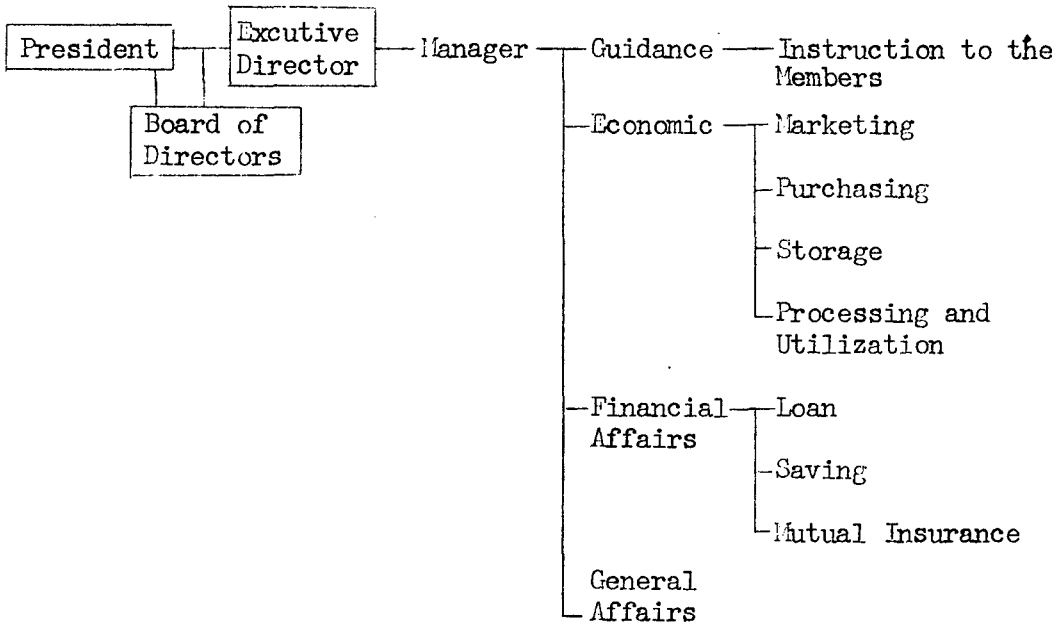 President
Excutive
Director
Board of
Directors
Manager
Guidance
Instruction to the
Members
Economic
Marketing
Purchasing
Storage
Processing and
Utilization
Financial
Affairs
Loan
Saving
Mutual Insurance
General
Affairs